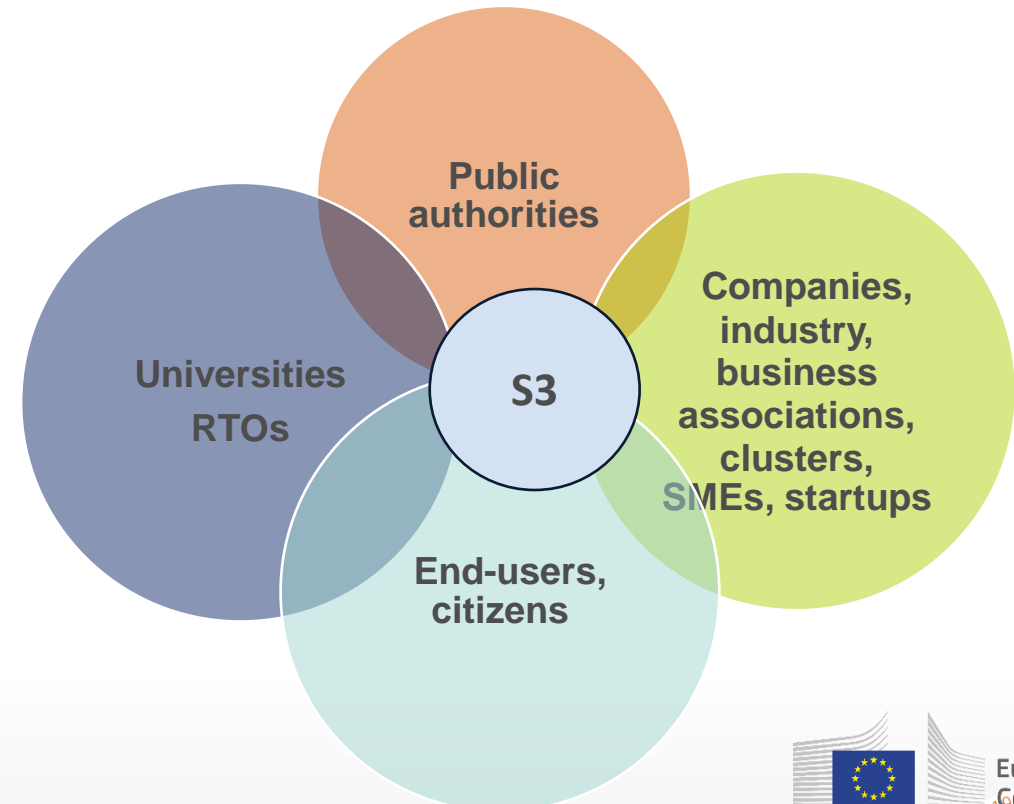 Public
authorities
Companies,
industry,
business
associations,
clusters,
SMEs, startups
Universities
RTOs
S3
End-users,
citizens